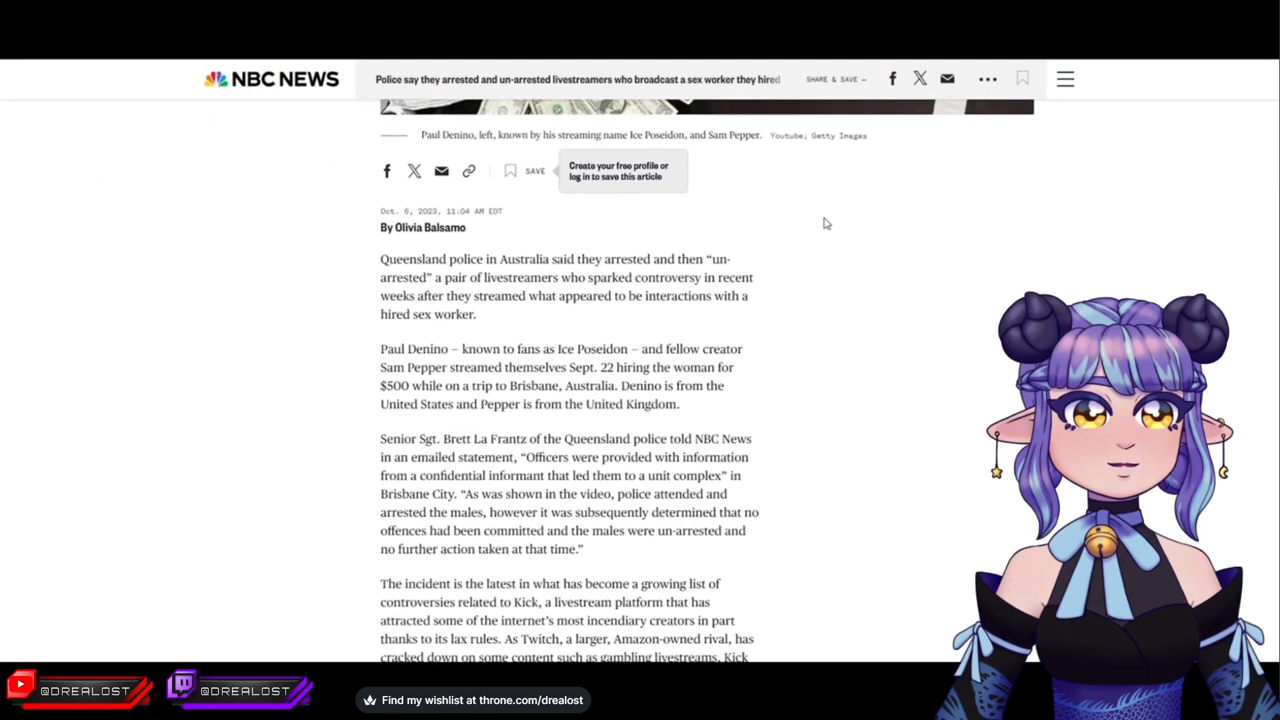 NBC NEWS
Police say they arrested and un-arrested livestreamers who broadcast a sex worker they hired
SHARE & SAVE —
Paul Denino, left, known by his streaming name Ice Poseidon, and Sam Pepper. Youtube; Getty Images
SAVE
Create your free profile or
log in to save this article
Oct. 6, 2023, 11:04 AM EDT
By Olivia Balsamo
Queensland police in Australia said they arrested and then “un-
arrested” a pair of livestreamers who sparked controversy in recent
weeks after they streamed what appeared to be interactions with a
hired sex worker.
Paul Denino — known to fans as Ice Poseidon — and fellow creator
Sam Pepper streamed themselves Sept. 22 hiring the woman for
$500 while on a trip to Brisbane, Australia. Denino is from the
United States and Pepper is from the United Kingdom.
Senior Sgt. Brett La Frantz of the Queensland police told NBC News
in an emailed statement, “Officers were provided with information
from a confidential informant that led them to a unit complex” in
Brisbane City. “As was shown in the video, police attended and
arrested the males, however it was subsequently determined that no
offences had been committed and the males were un-arrested and
no further action taken at that time.”
The incident is the latest in what has become a growing list of
controversies related to Kick, a livestream platform that has
attracted some of the internet’s most incendiary creators in part
thanks to its lax rules. As Twitch, a larger, Amazon-owned rival, has
cracked down on some content such as gambling livestreams, Kick
@DREALOST
@DREALOST
Find my wishlist at throne.com/drealost